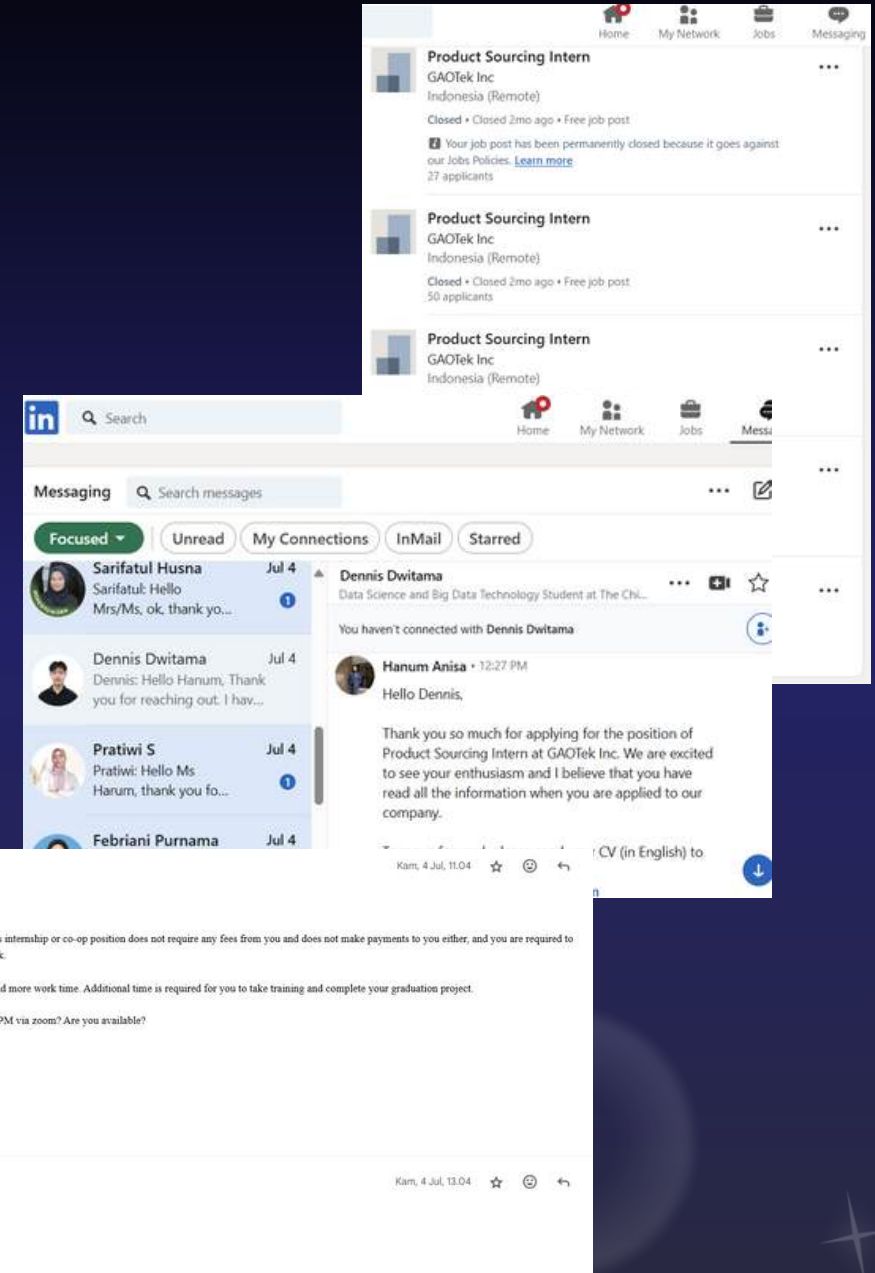 Home My Network Jobs Messaging
Product Sourcing Intern
GAOTek Inc
Indonesia (Remote)
Closed • Closed 2mo ago • Free job post
Your job post has been permanently closed because it goes against
our Jobs Policies. Learn more
27 applicants
Product Sourcing Intern
GAOTek Inc
Indonesia (Remote)
Closed • Closed 2mo ago • Free job post
50 applicants
Product Sourcing Intern
GAOTek Inc
Indonesia (Remote)
in Search
Home My Network Jobs Messa
Messaging Search messages
Focused Unread My Connections InMail Starred
Sarifatul Husna Jul 4
Sarifatul: Hello
Mrs/Ms, ok, thank yo... 1
Dennis Dwitama Jul 4
Dennis: Hello Hanum, Thank
you for reaching out. I hav...
Pratiwi S Jul 4
Pratiwi: Hello Ms
Harum, thank you fo... 1
Febriani Purnama Jul 4
Dennis Dwitama
Data Science and Big Data Technology Student at The Chi...
You haven't connected with Dennis Dwitama
Hanum Anisa • 12:27 PM
Hello Dennis,
Thank you so much for applying for the position of
Product Sourcing Intern at GAOTek Inc. We are excited
to see your enthusiasm and I believe that you have
read all the information when you are applied to our
company.
CV (in English) to
Kam, 4 Jul, 11.04
s internship or co-op position does not require any fees from you and does not make payments to you either, and you are required to
k.
d more work time. Additional time is required for you to take training and complete your graduation project.
PM via zoom? Are you available?
Kam, 4 Jul, 13.04